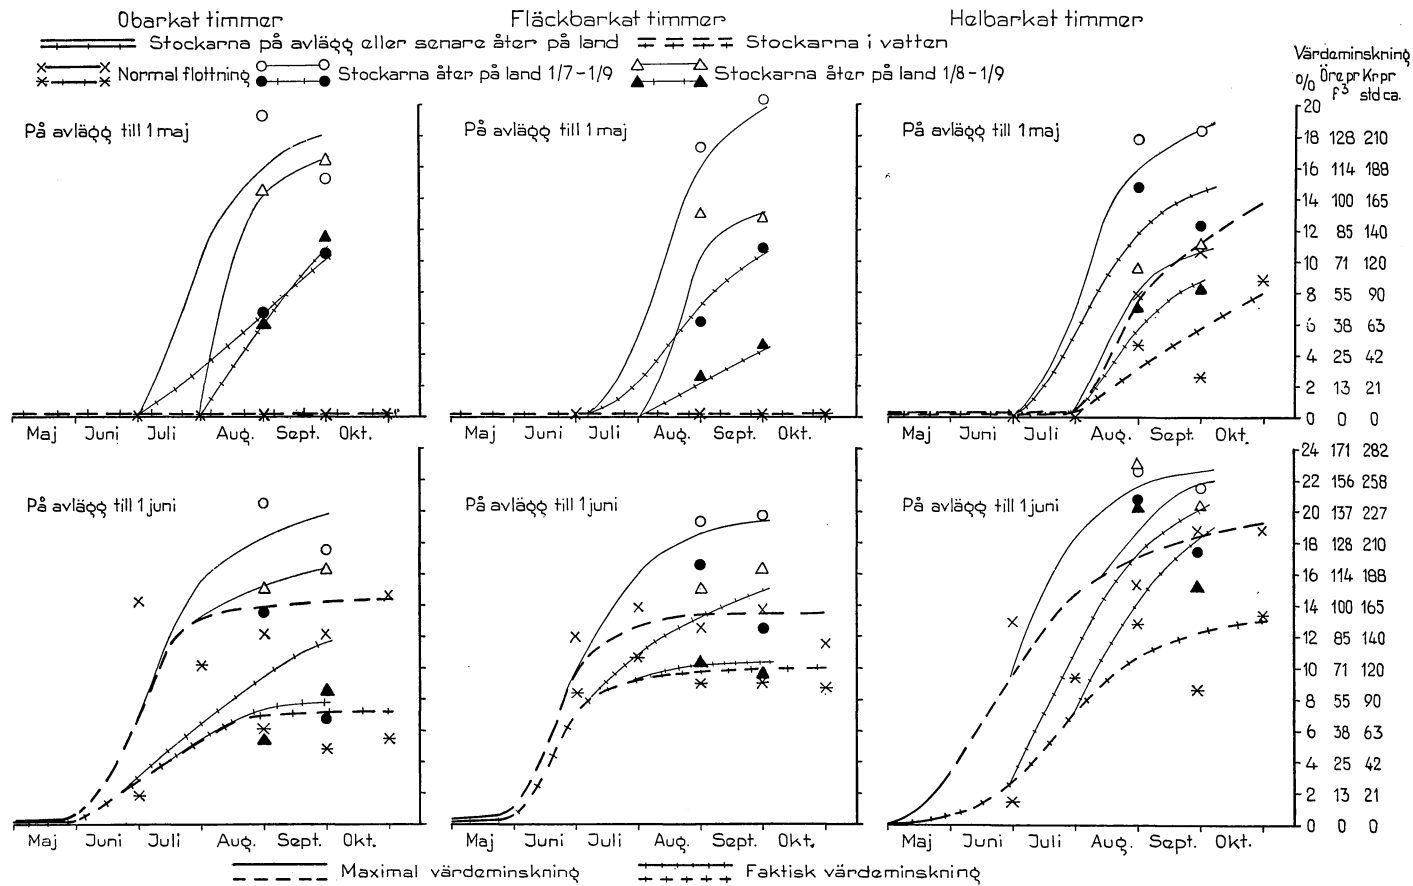 Obarkat timmer Fläckbarkat timmer Helbarkat timmer
Stockarna på avlägg eller senare åter på land Stockarna i vatten
Normal flottning Stockarna åter på land 1/7-1/9 Stockarna åter på land 1/8-1/9
Värdeminskning
% Öre pr f³ Kr pr std ca.
På avlägg till 1 maj På avlägg till 1 maj På avlägg till 1 maj
20
18 128 210
16 114 188
14 100 165
12 85 140
10 71 120
8 55 90
6 38 63
4 25 42
2 13 21
0 0 0
Maj Juni Juli Aug. Sept. Okt. Maj Juni Juli Aug. Sept. Okt. Maj Juni Juli Aug. Sept. Okt.
24 171 282
På avlägg till 1 juni På avlägg till 1 juni På avlägg till 1 juni
22 156 258
20 137 227
18 128 210
16 114 188
14 100 165
12 85 140
10 71 120
8 55 90
6 38 63
4 25 42
2 13 21
0 0 0
Maj Juni Juli Aug. Sept. Okt. Maj Juni Juli Aug. Sept. Okt. Maj Juni Juli Aug. Sept. Okt.
Maximal värdeminskning Faktisk värdeminskning